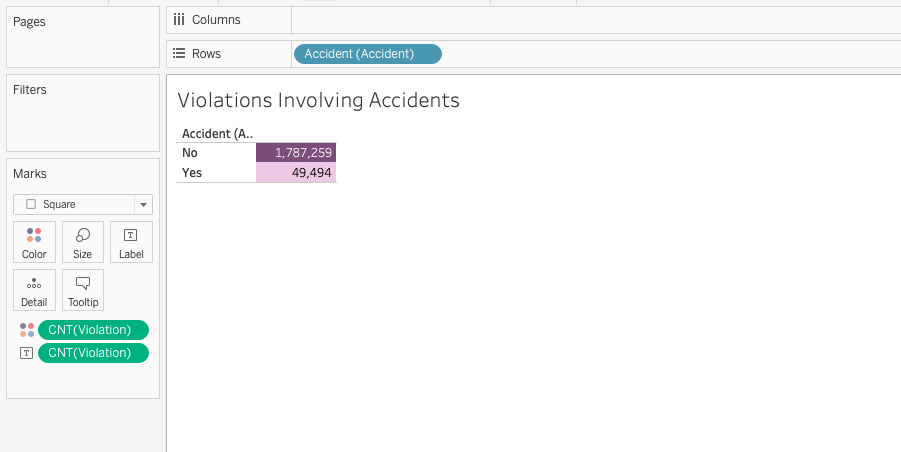 Pages
Columns
Rows
Accident (Accident)
Filters
Violations Involving Accidents
Accident (A..
No 1,787,259
Yes 49,494
Marks
Square
Color Size Label
T
Detail Tooltip
CNT(Violation)
T CNT(Violation)